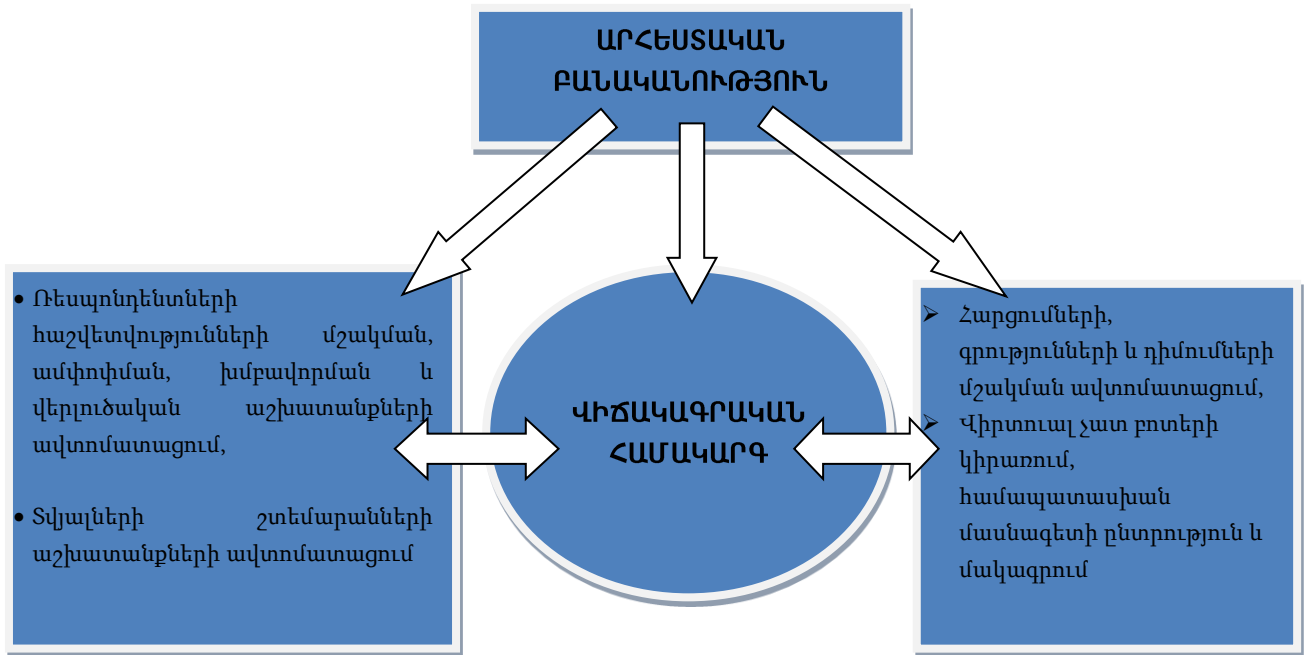 ԱՐՀԵՍՏԱԿԱՆ
ԲԱՆԱԿԱՆՈՒԹՅՈՒՆ
• Ռեսպոնդենտների
հաշվետվությունների մշակման,
ամփոփման, խմբավորման և
վերլուծական աշխատանքների
ավտոմատացում,
• Տվյալների շտեմարանների
աշխատանքների ավտոմատացում
ՎԻՃԱԿԱԳՐԱԿԱՆ
ՀԱՄԱԿԱՐԳ
➢ Հարցումների,
գրությունների և դիմումների
մշակման ավտոմատացում,
➢ Վիրտուալ չատ բոտերի
կիրառում,
համապատասխան
մասնագետի ընտրություն և
մակագրում